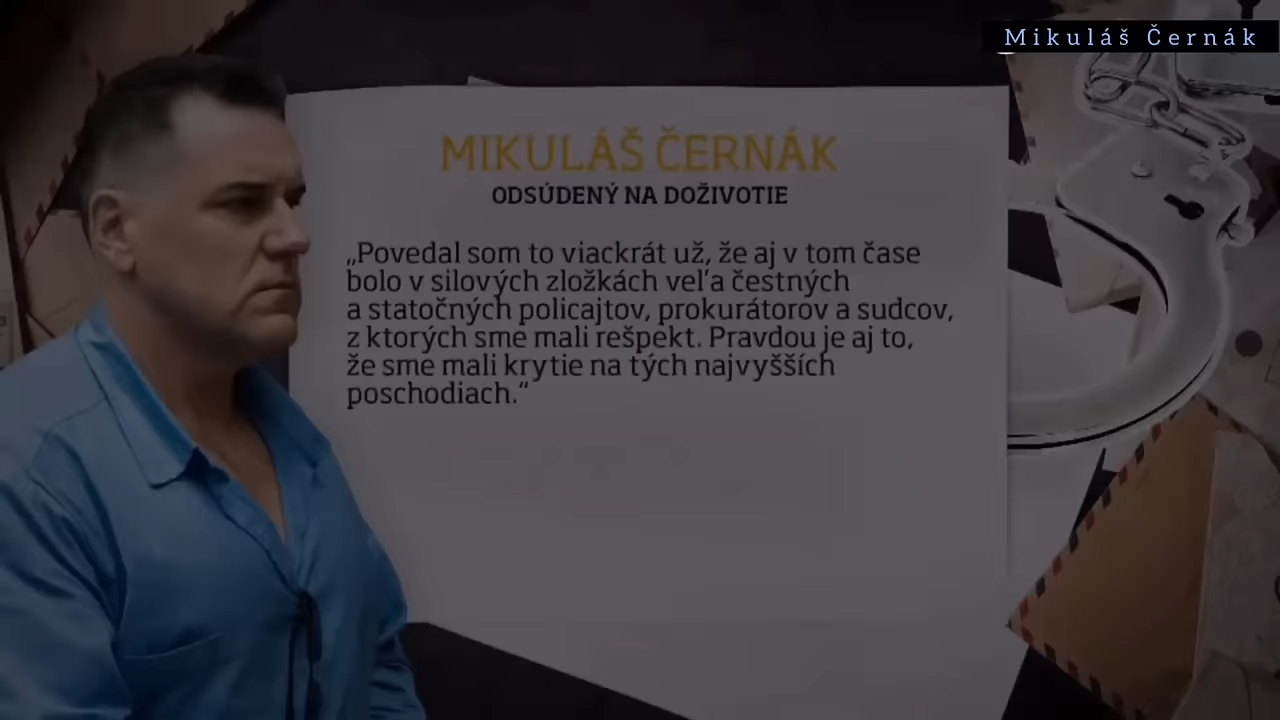 Mikuláš Černák
MIKULÁŠ ČERNÁK
ODSÚDENÝ NA DOŽIVOTIE
„Povedal som to viackrát už, že aj v tom čase
bolo v silových zložkách veľa čestných
a statočných policajtov, prokurátorov a sudcov,
z ktorých sme mali rešpekt. Pravdou je aj to,
že sme mali krytie na tých najvyšších
poschodiach.“